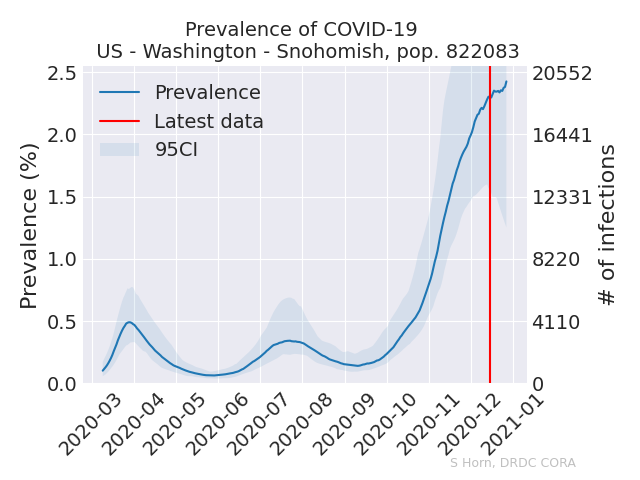 Prevalence of COVID-19
US - Washington - Snohomish, pop. 822083
Prevalence
Latest data
95CI
Prevalence (%)
2.5
2.0
1.5
1.0
0.5
0.0
20552
16441
12331
8220
4110
0
# of infections
2020-03
2020-04
2020-05
2020-06
2020-07
2020-08
2020-09
2020-10
2020-11
2020-12
2021-01
S Horn, DRDC CORA